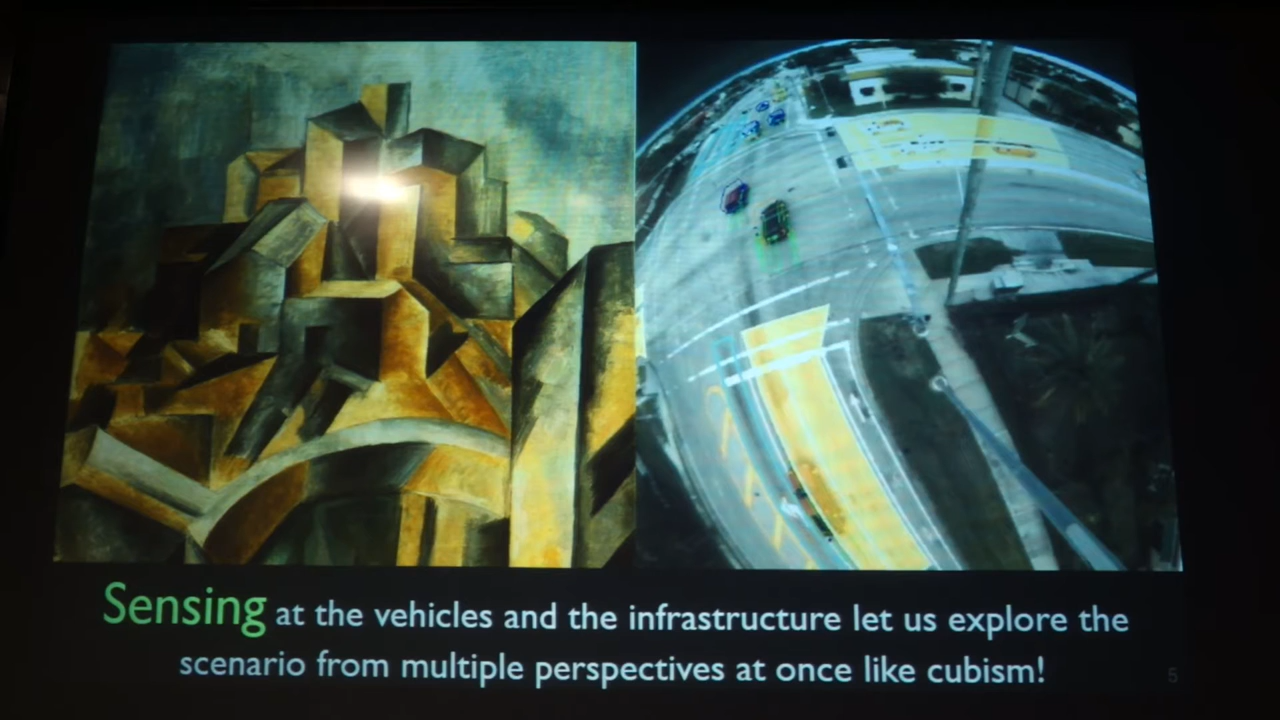 Sensing at the vehicles and the infrastructure let us explore the
scenario from multiple perspectives at once like cubism!
5